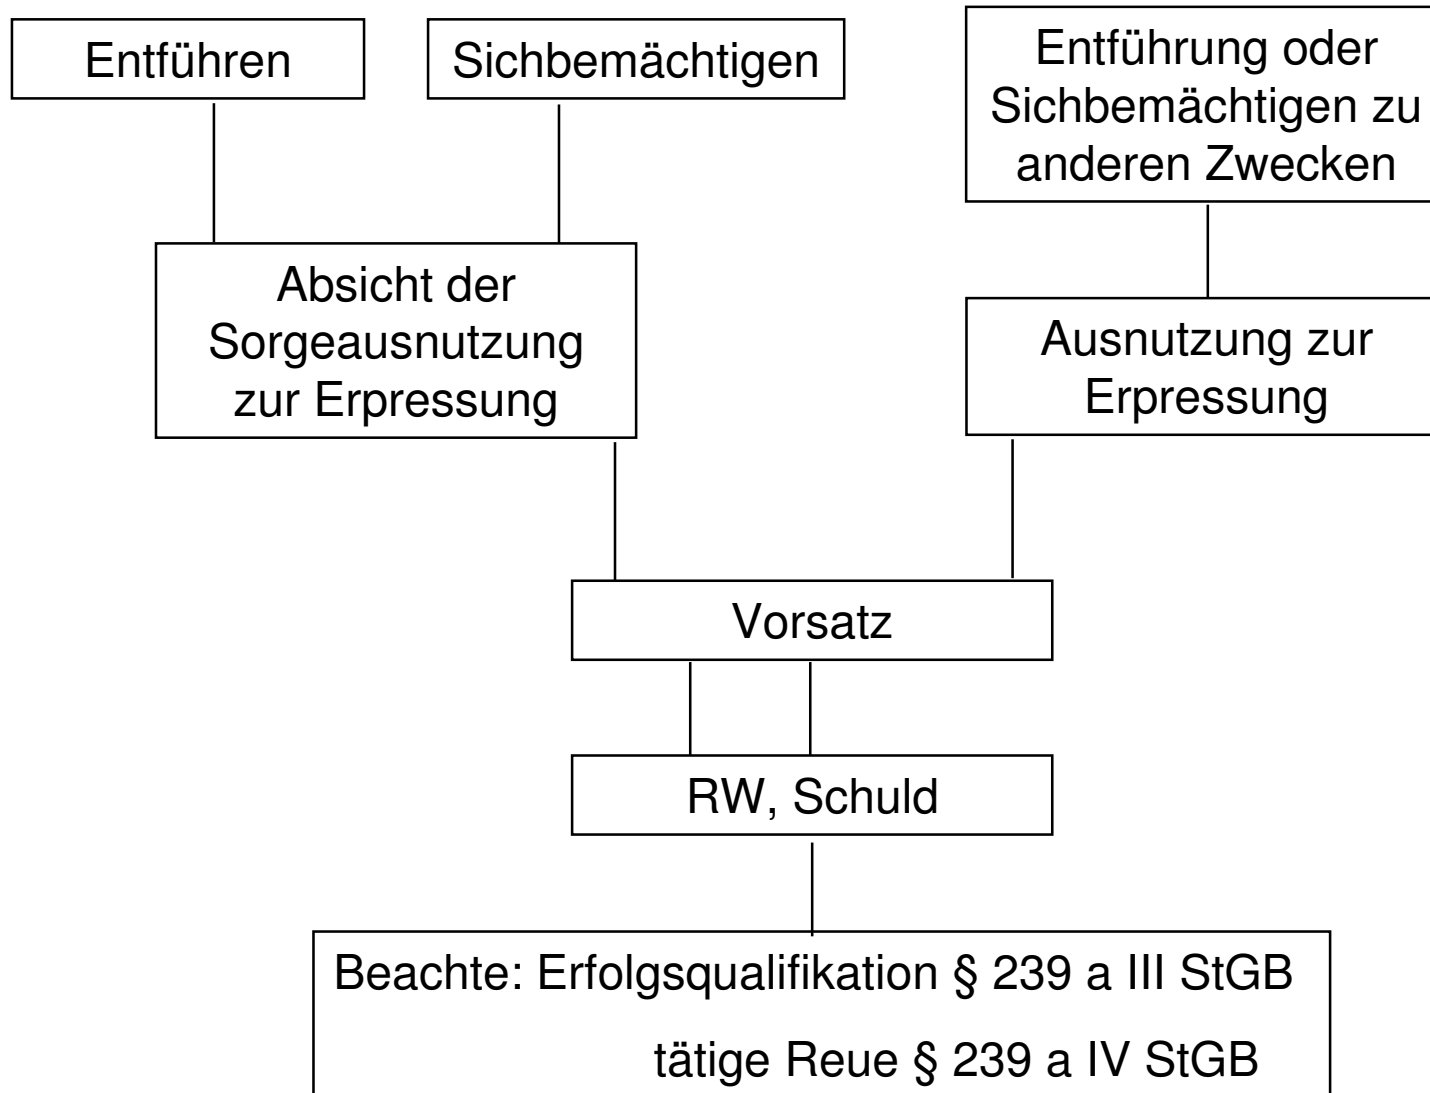 Entführen
Sichbemächtigen
Entführung oder
Sichbemächtigen zu
anderen Zwecken
Absicht der
Sorgeausnutzung
zur Erpressung
Ausnutzung zur
Erpressung
Vorsatz
RW, Schuld
Beachte: Erfolgsqualifikation § 239 a III StGB
tätige Reue § 239 a IV StGB